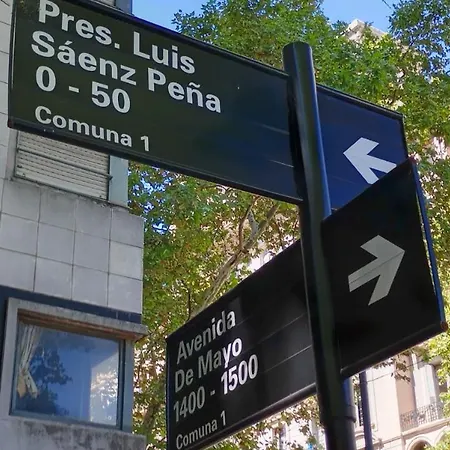 Pres. Luis
Sáenz Peña
0 - 50
Comuna 1
Avenida
De Mayo
1400 - 1500
Comuna 1